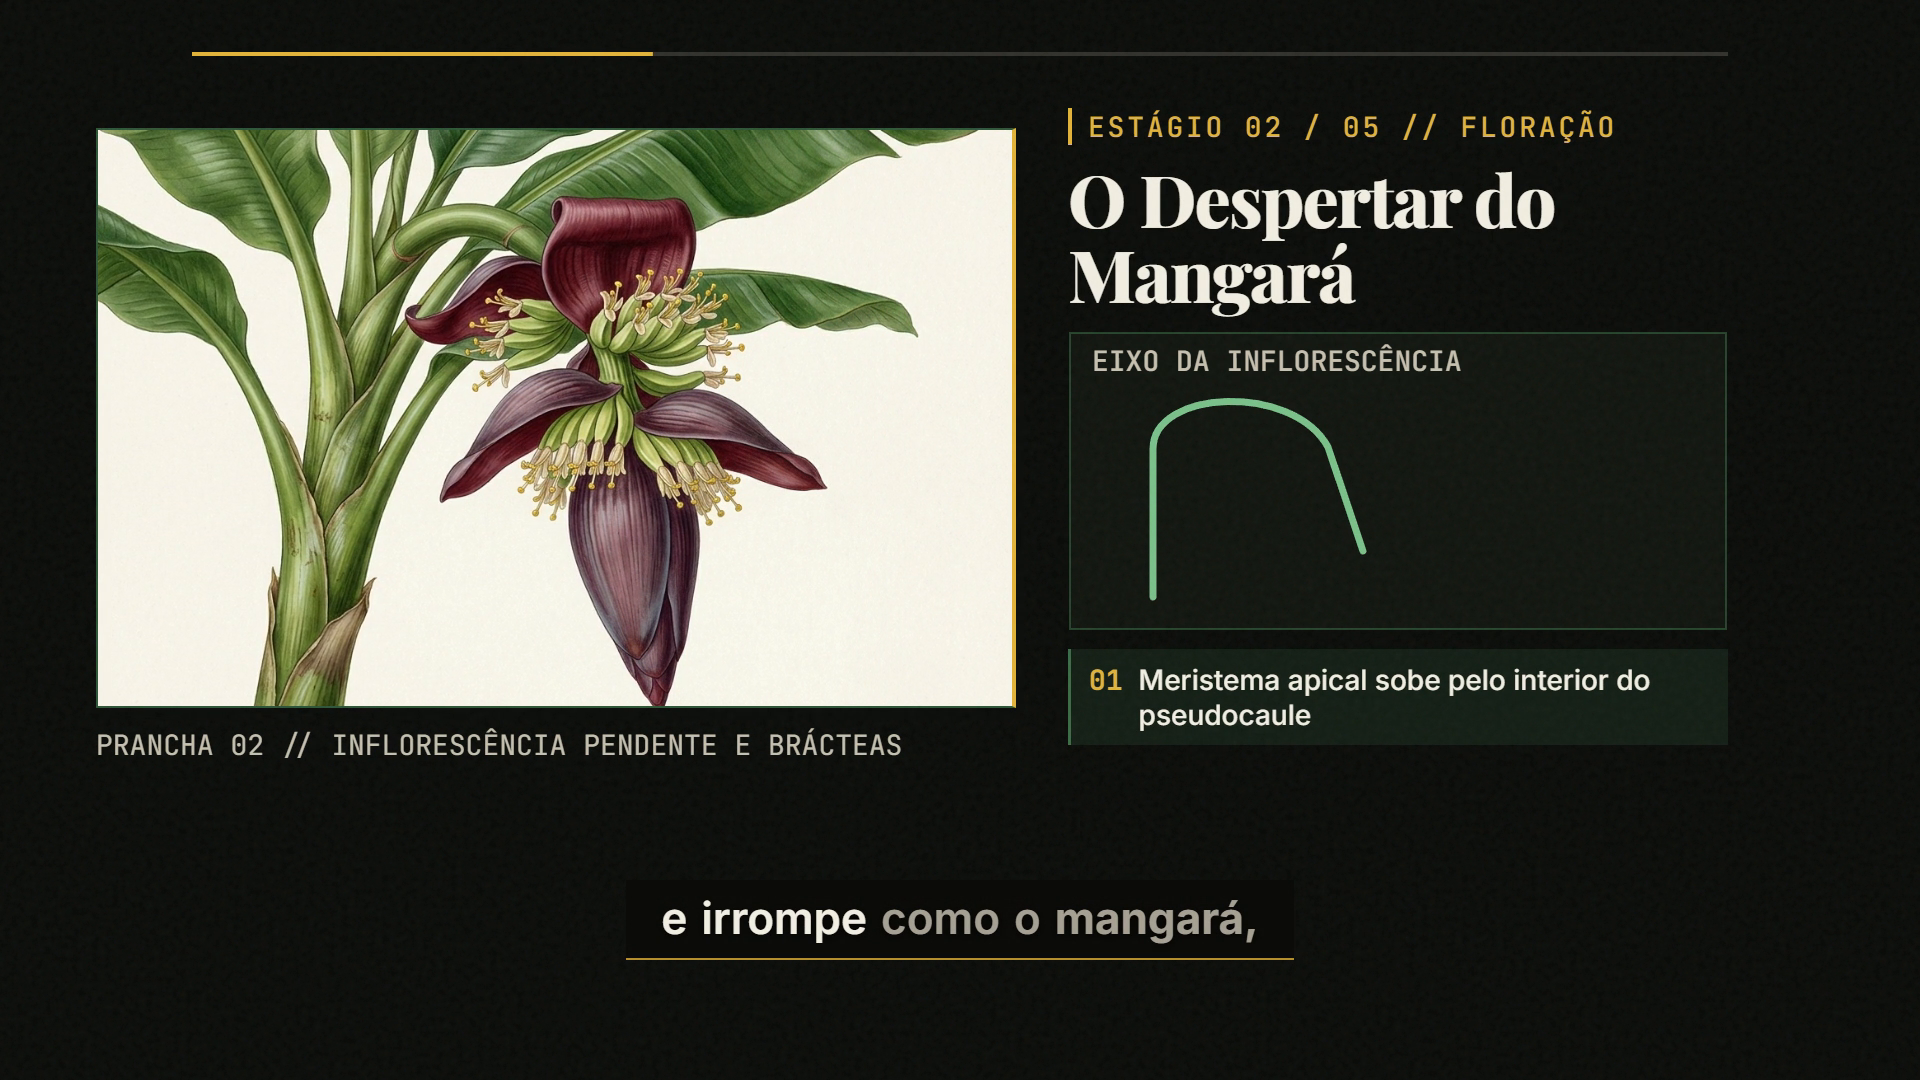 ESTÁGIO 02 / 05 // FLORAÇÃO
O Despertar do
Mangará
EIXO DA INFLORESCÊNCIA
01 Meristema apical sobe pelo interior do
pseudocaule
PRANCHA 02 // INFLORESCÊNCIA PENDENTE E BRÁCTEAS
e irrompe como o mangará,